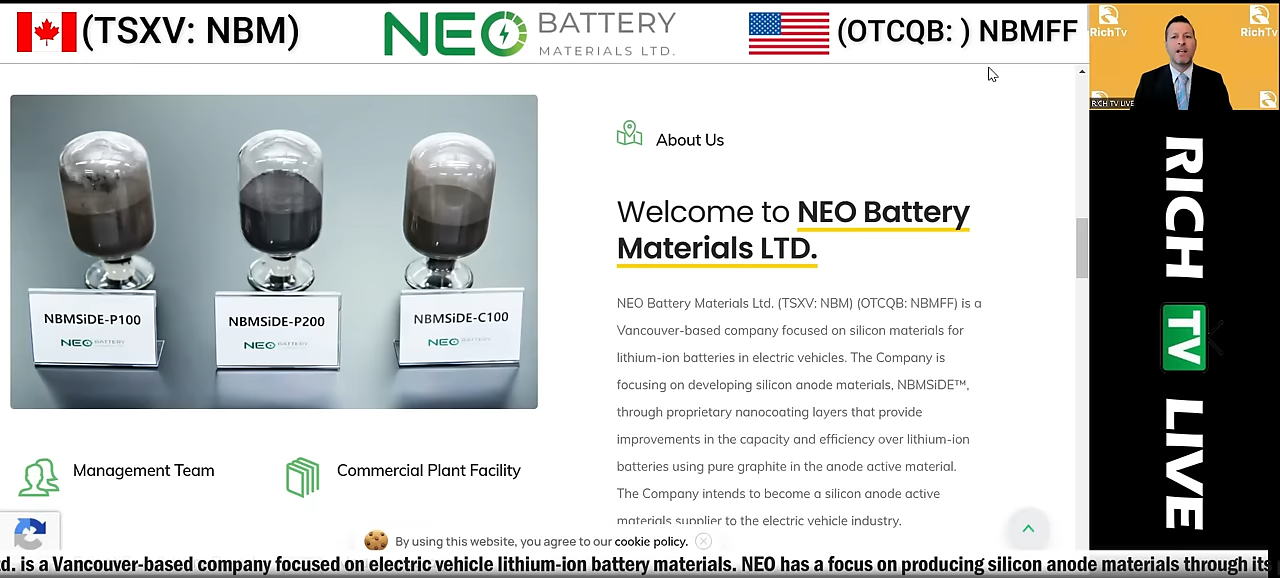 (TSXV: NBM)
NEO BATTERY
MATERIALS LTD.
(OTCQB: ) NBMFF
RichTv
RichTv
RICH TV LIVE
About Us
Welcome to NEO Battery
Materials LTD.
NBMSiDE-P100
NEO BATTERY
NBMSiDE-P200
NEO BATTERY
NBMSiDE-C100
NEO BATTERY
NEO Battery Materials Ltd. (TSXV: NBM) (OTCQB: NBMFF) is a
Vancouver-based company focused on silicon materials for
lithium-ion batteries in electric vehicles. The Company is
focusing on developing silicon anode materials, NBMSiDE™,
through proprietary nanocoating layers that provide
improvements in the capacity and efficiency over lithium-ion
batteries using pure graphite in the anode active material.
The Company intends to become a silicon anode active
materials supplier to the electric vehicle industry.
Management Team
Commercial Plant Facility
By using this website, you agree to our cookie policy.
RICH TV LIVE
d. is a Vancouver-based company focused on electric vehicle lithium-ion battery materials. NEO has a focus on producing silicon anode materials through its